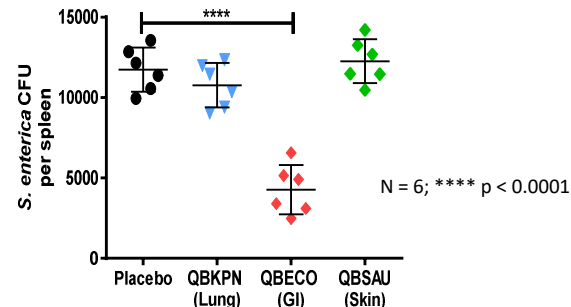 ****
15000
10000
5000
0
S. enterica CFU
per spleen
N = 6; **** p < 0.0001
Placebo QBKPN QBECO QBSAU
(Lung) (GI) (Skin)